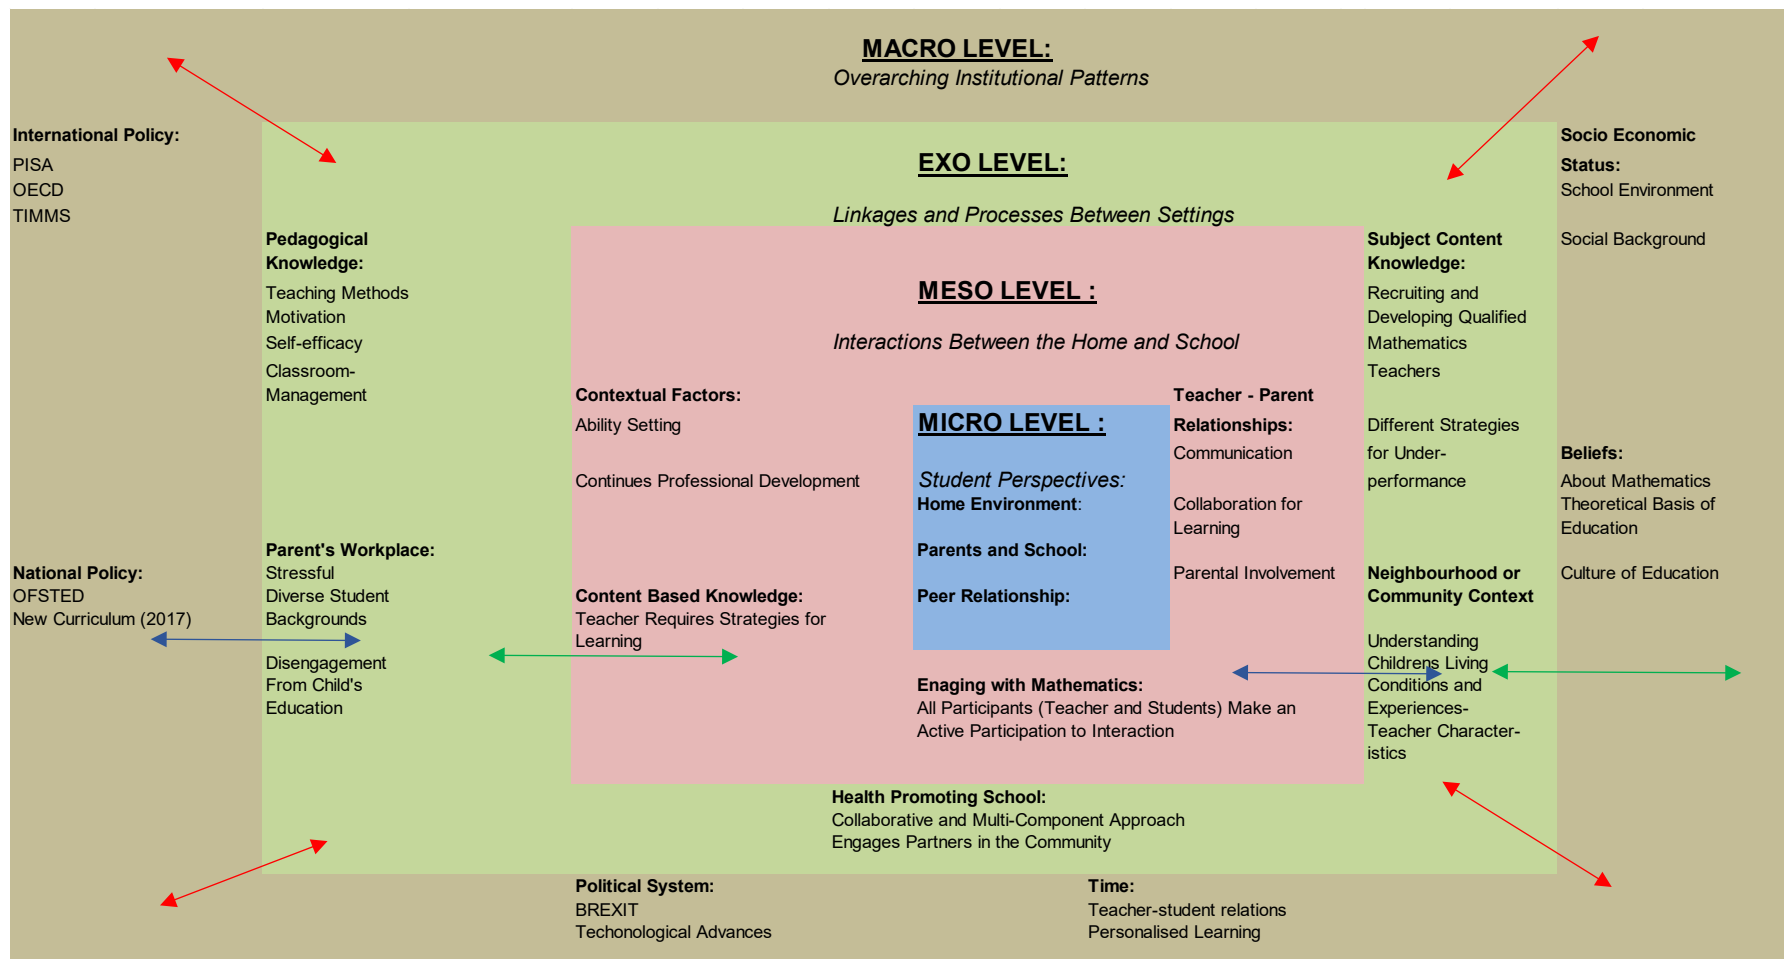 MACRO LEVEL:
Overarching Institutional Patterns
International Policy:
PISA
OECD
TIMMS
Socio Economic
Status:
School Environment
Social Background
EXO LEVEL:
Linkages and Processes Between Settings
Pedagogical
Knowledge:
Teaching Methods
Motivation
Self-efficacy
Classroom-
Management
Subject Content
Knowledge:
Recruiting and
Developing Qualified
Mathematics
Teachers
Different Strategies
for Under-
performance
MESO LEVEL :
Interactions Between the Home and School
Contextual Factors:
Ability Setting
Continues Professional Development
MICRO LEVEL :
Student Perspectives:
Home Environment:
Parents and School:
Peer Relationship:
Teacher - Parent
Relationships:
Communication
Collaboration for
Learning
Parental Involvement
Beliefs:
About Mathematics
Theoretical Basis of
Education
Culture of Education
National Policy:
OFSTED
New Curriculum (2017)
Parent's Workplace:
Stressful
Diverse Student
Backgrounds
Disengagement
From Child's
Education
Content Based Knowledge:
Teacher Requires Strategies for
Learning
Neighbourhood or
Community Context
Understanding
Childrens Living
Conditions and
Experiences-
Teacher Character-
istics
Enaging with Mathematics:
All Participants (Teacher and Students) Make an
Active Participation to Interaction
Health Promoting School:
Collaborative and Multi-Component Approach
Engages Partners in the Community
Political System:
BREXIT
Techonological Advances
Time:
Teacher-student relations
Personalised Learning